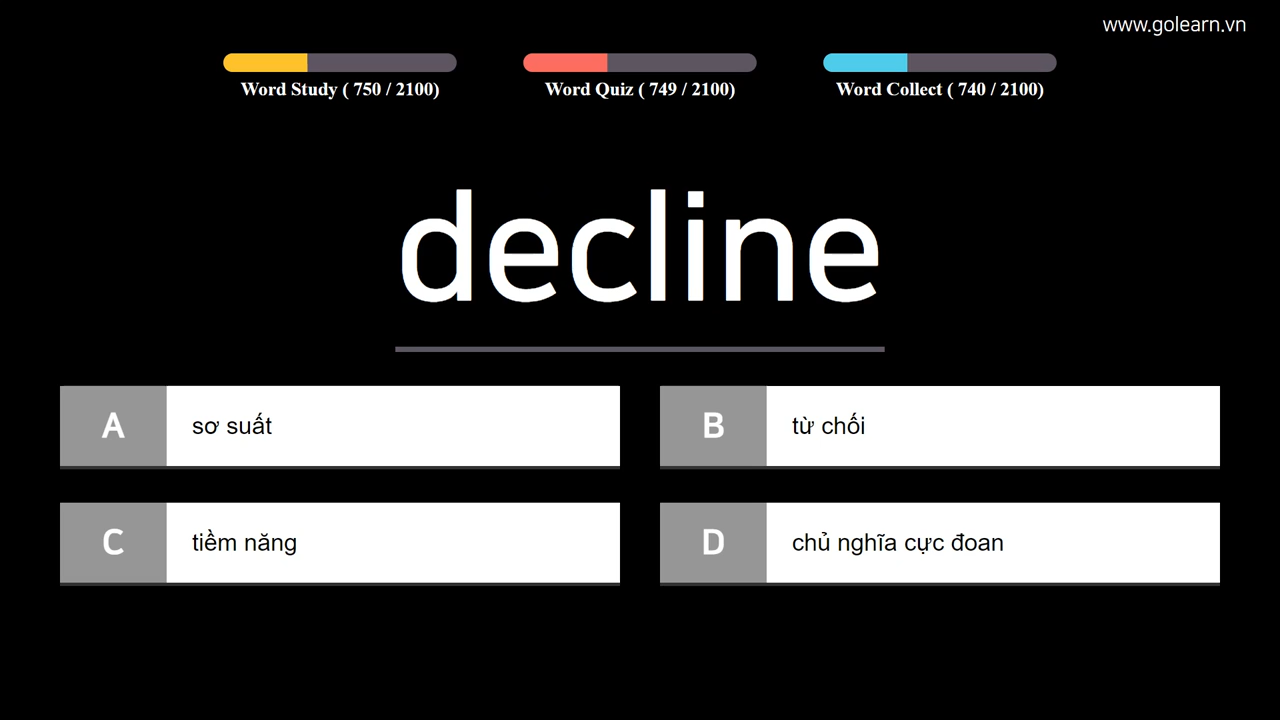 www.golearn.vn
Word Study ( 750 / 2100)
Word Quiz ( 749 / 2100)
Word Collect ( 740 / 2100)
decline
A sơ suất
B từ chối
C tiềm năng
D chủ nghĩa cực đoan